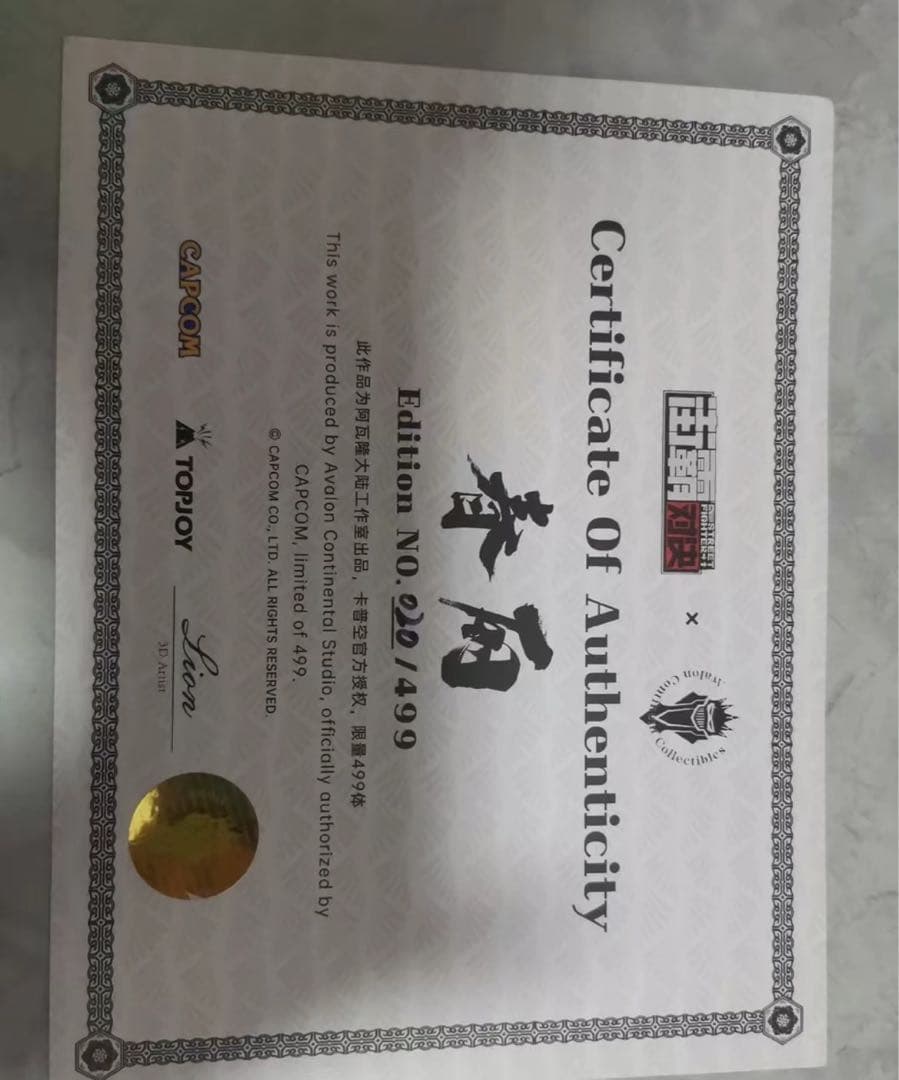 街霸
对决
STREET
FIGHTER
×
Avalon Conti
Collectibles
Certificate Of Authenticity
春雨
Edition NO. 020 / 499
此作品为阿瓦隆大陆工作室出品，卡普空官方授权，限量499体
This work is produced by Avalon Continental Studio, officially authorized by
CAPCOM, limited of 499.
© CAPCOM CO., LTD. ALL RIGHTS RESERVED.
CAPCOM
TOPJOY
Lion
3D Artist